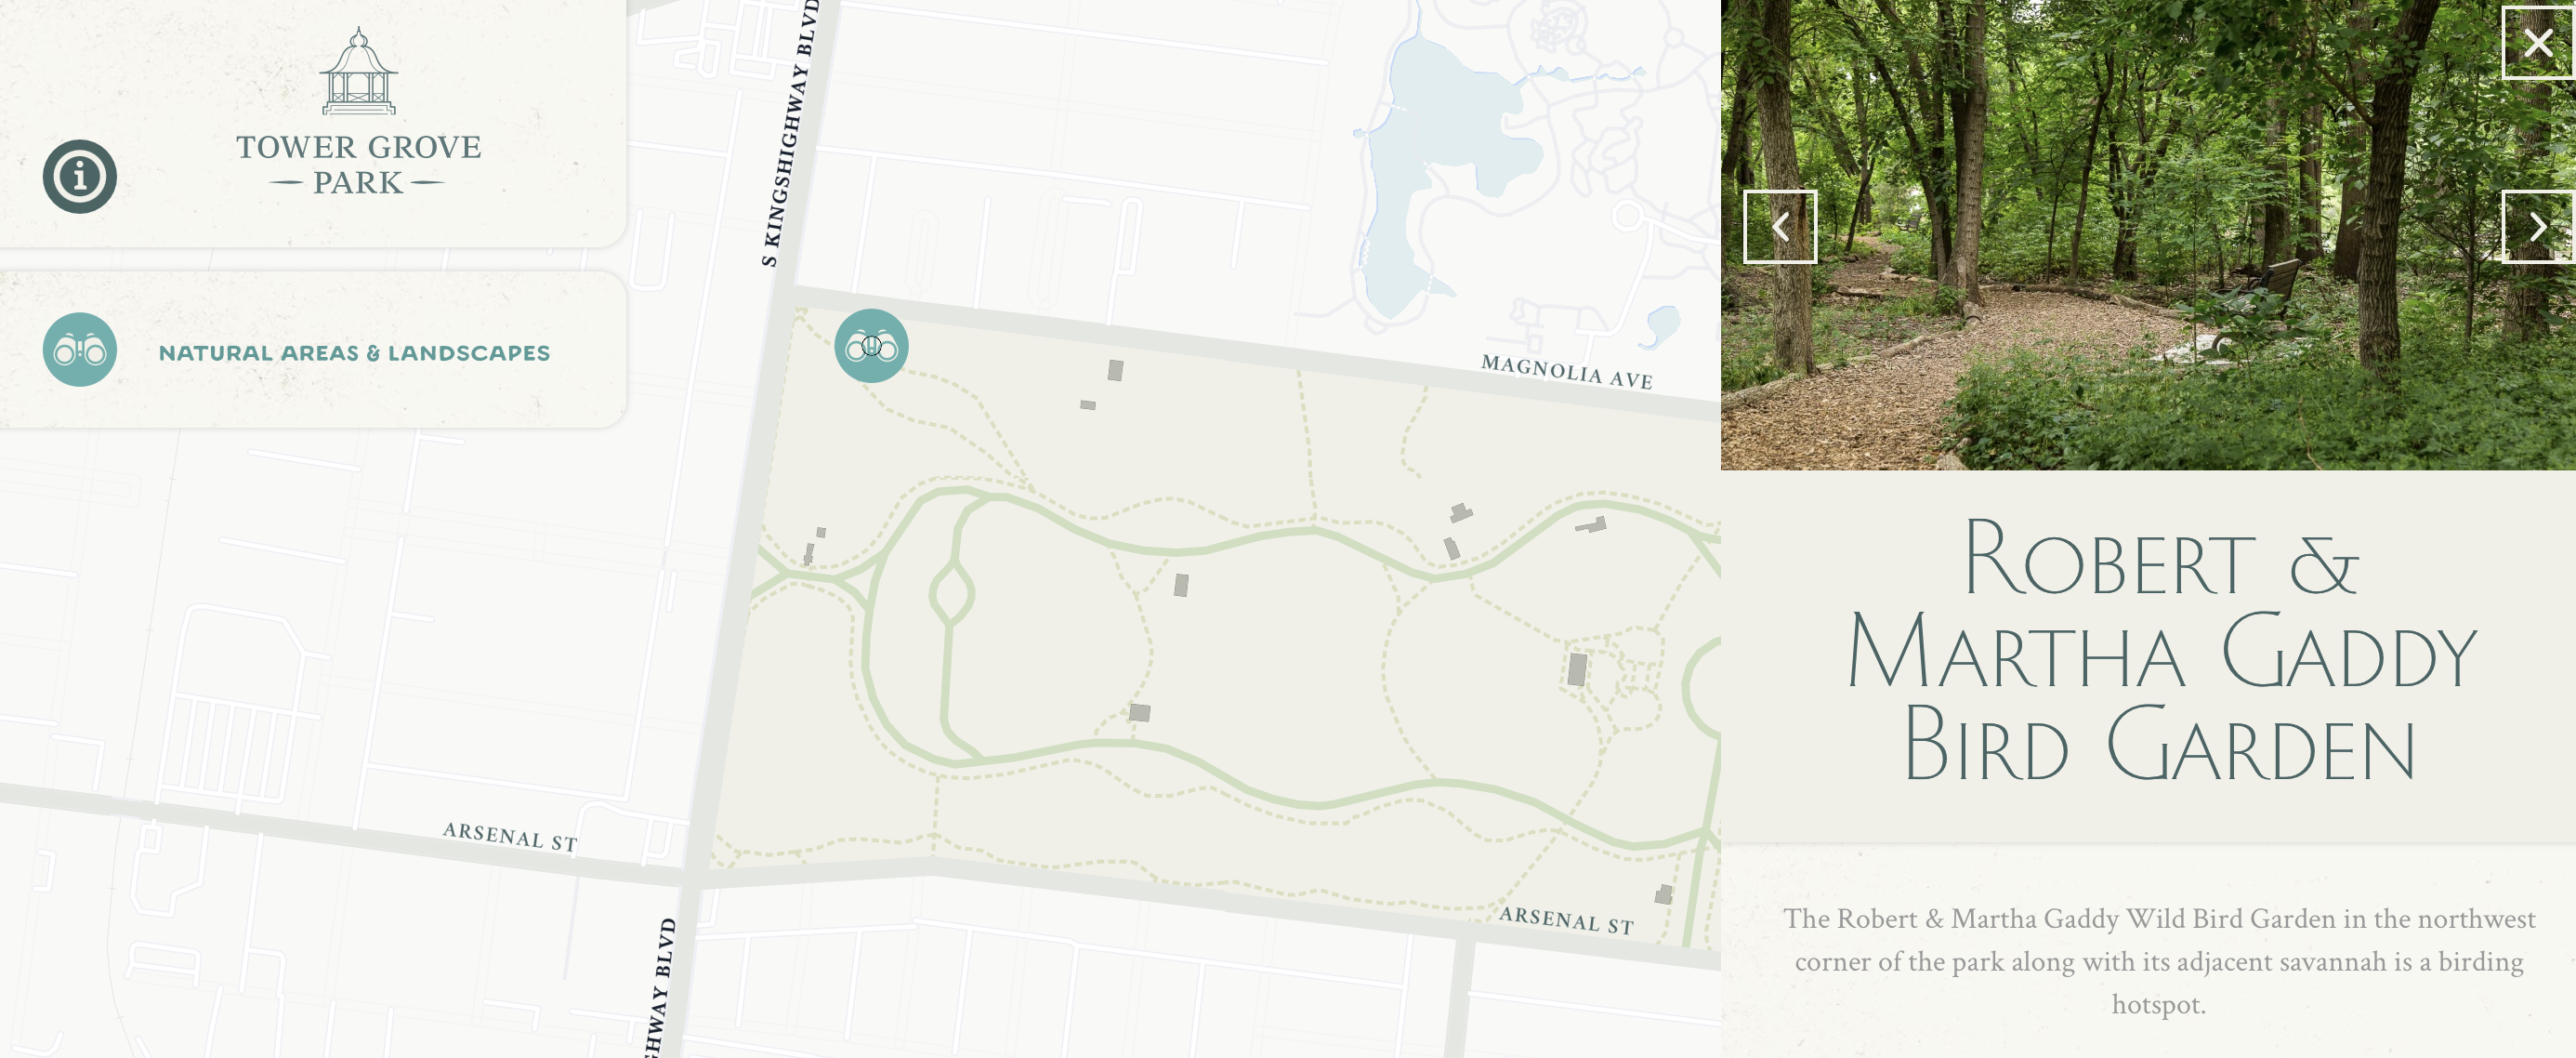 TOWER GROVE
PARK
NATURAL AREAS & LANDSCAPES
S KINGSHIGHWAY BLVD
MAGNOLIA AVE
ARSENAL ST
ARSENAL ST
GHWAY BLVD
ROBERT &
MARTHA GADDY
BIRD GARDEN
The Robert & Martha Gaddy Wild Bird Garden in the northwest
corner of the park along with its adjacent savannah is a birding
hotspot.